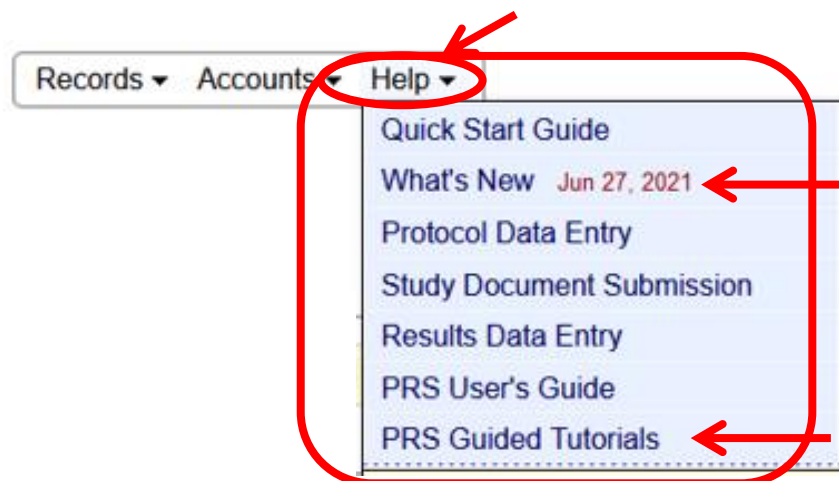 Records Accounts Help
Quick Start Guide
What's New Jun 27, 2021
Protocol Data Entry
Study Document Submission
Results Data Entry
PRS User's Guide
PRS Guided Tutorials